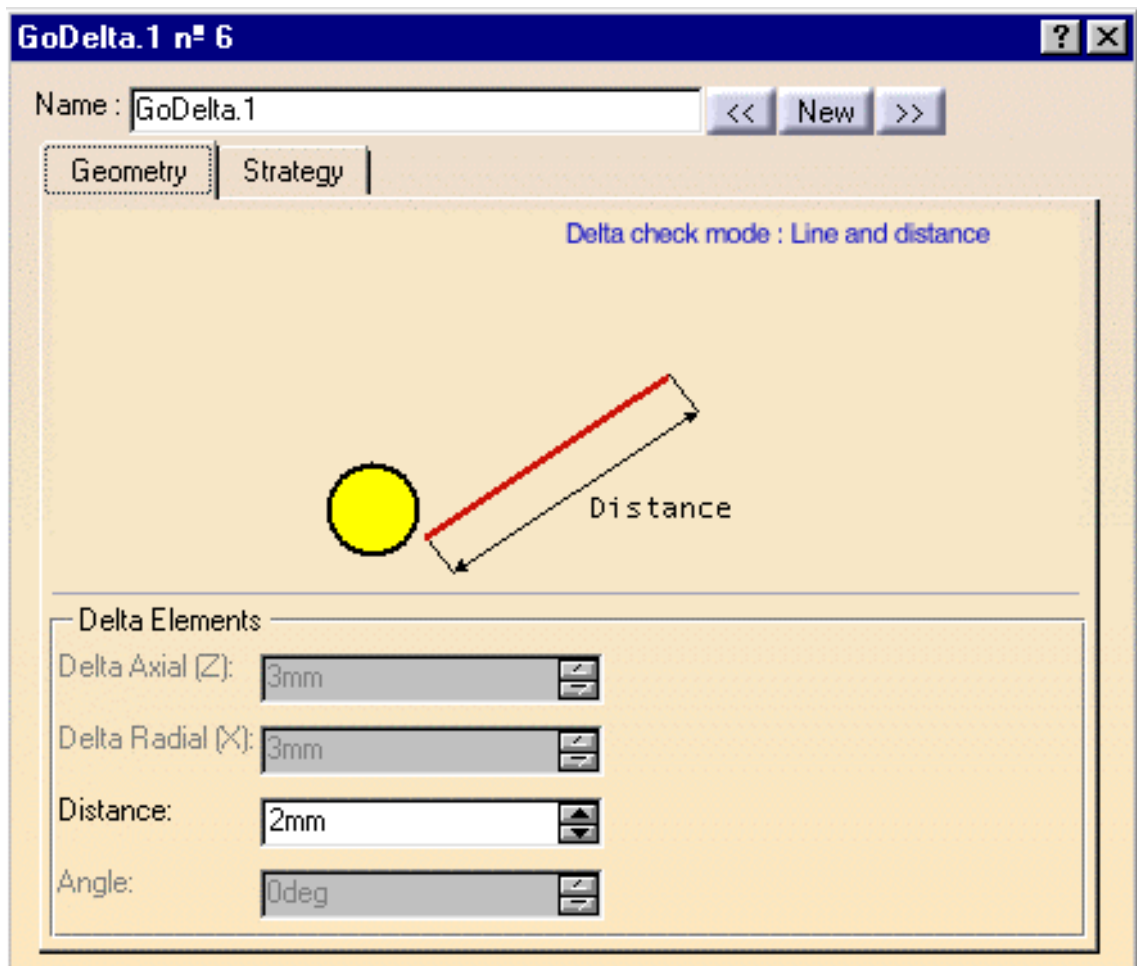 GoDelta.1 nº 6 ? X
Name : GoDelta.1 << New >>
Geometry Strategy
Delta check mode : Line and distance
Distance
Delta Elements
Delta Axial (Z): 3mm
Delta Radial (X): 3mm
Distance: 2mm
Angle: 0deg